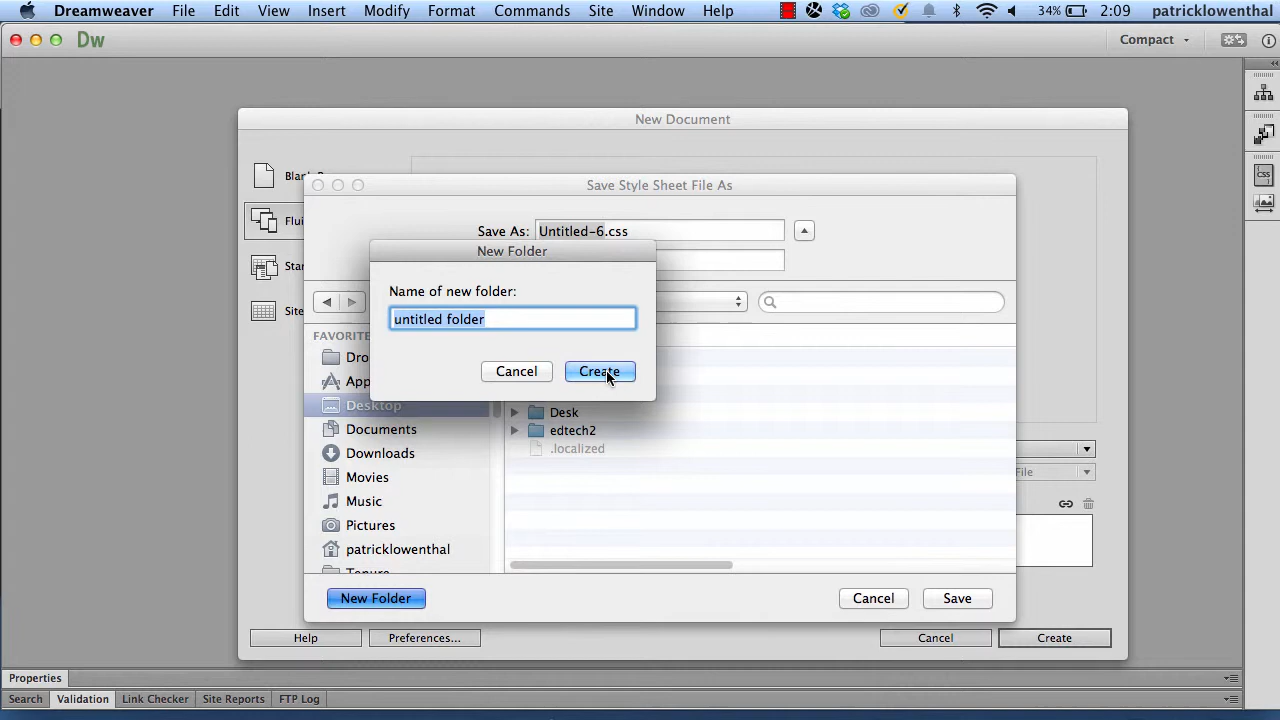 Dreamweaver File Edit View Insert Modify Format Commands Site Window Help 34% 2:09 patricklowenthal
Dw Compact
New Document
Save Style Sheet File As
Save As: Untitled-6.css
New Folder
Name of new folder:
untitled folder
Cancel Create
FAVORITE
Desktop
Documents
Downloads
Movies
Music
Pictures
patricklowenthal
Tenure
Desk
edtech2
.localized
File
New Folder Cancel Save
Help Preferences... Cancel Create
Properties
Search Validation Link Checker Site Reports FTP Log
css